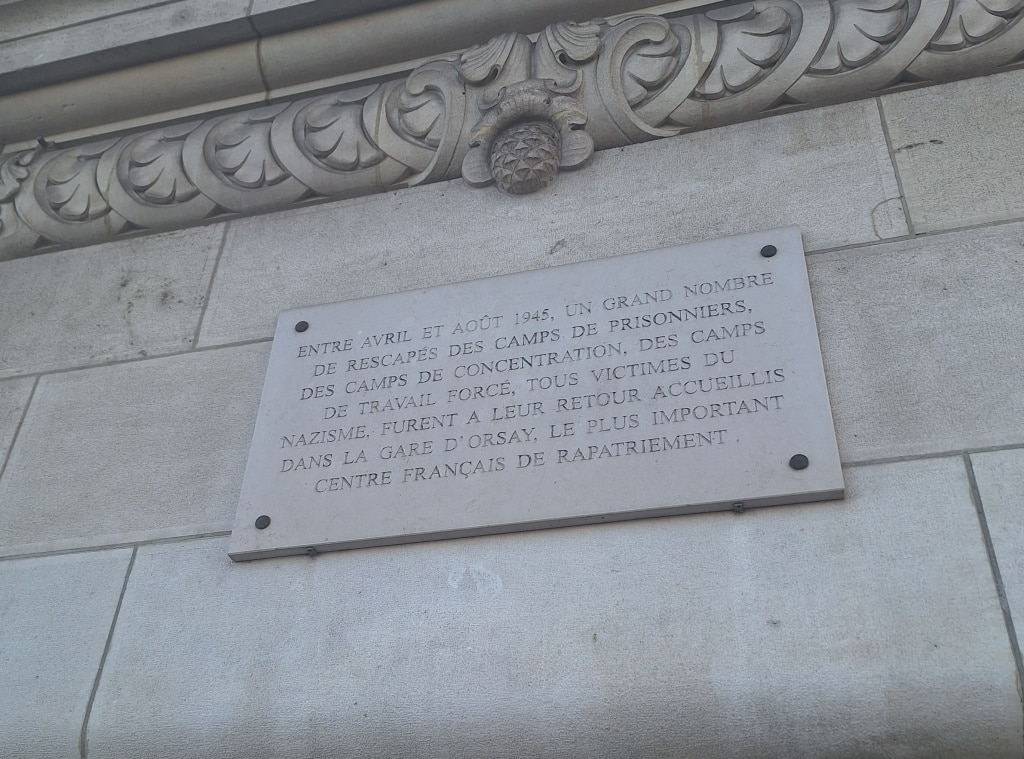 ENTRE AVRIL ET AOÛT 1945, UN GRAND NOMBRE
DE RESCAPÉS DES CAMPS DE PRISONNIERS,
DES CAMPS DE CONCENTRATION, DES CAMPS
DE TRAVAIL FORCÉ, TOUS VICTIMES DU
NAZISME, FURENT A LEUR RETOUR ACCUEILLIS
DANS LA GARE D'ORSAY, LE PLUS IMPORTANT
CENTRE FRANÇAIS DE RAPATRIEMENT .